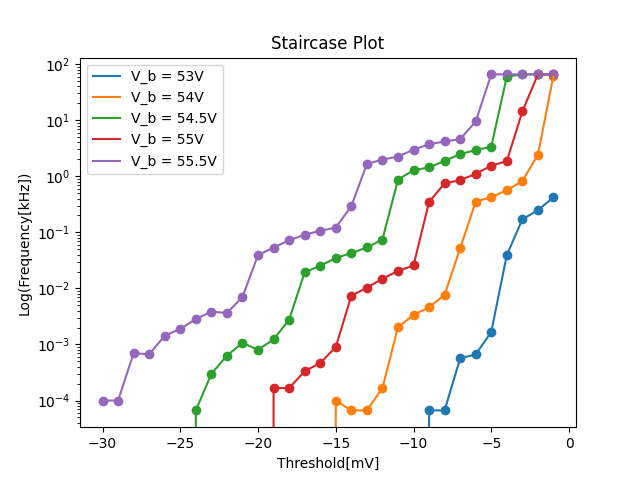 Staircase Plot
V_b = 53V
V_b = 54V
V_b = 54.5V
V_b = 55V
V_b = 55.5V
Log(Frequency[kHz])
10²
10¹
10⁰
10⁻¹
10⁻²
10⁻³
10⁻⁴
−30 −25 −20 −15 −10 −5 0
Threshold[mV]